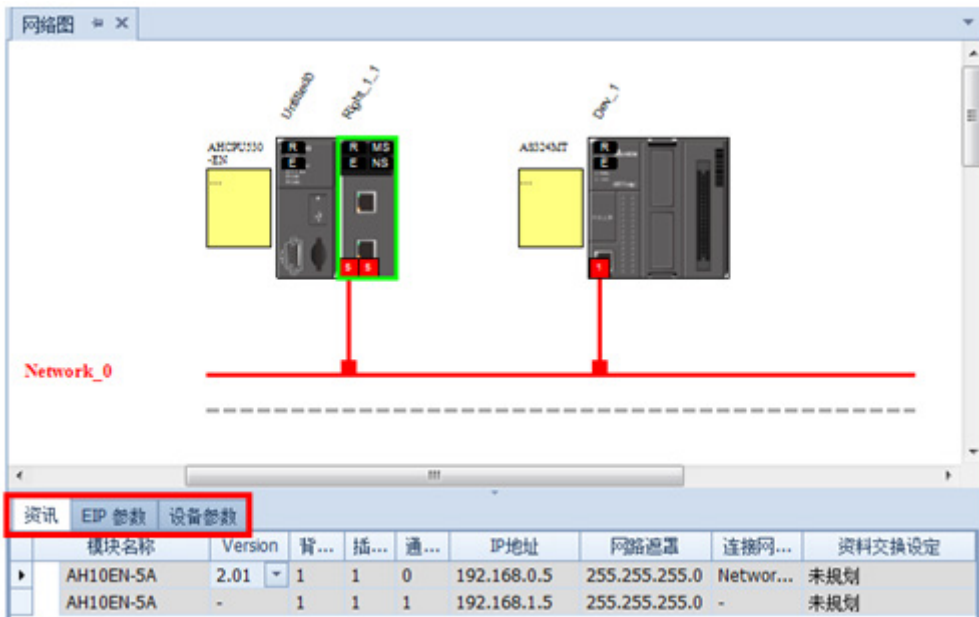 网络图
Untitled0
Right_1_1
Dev_1
AHCPU530
-EN
R
E
R MS
E NS
5 5
AS324MT
R
E
1
Network_0
资讯 EIP 参数 设备参数
模块名称 Version 背... 插... 通... IP地址 网路遮罩 连接网... 资料交换设定
AH10EN-5A 2.01 1 1 0 192.168.0.5 255.255.255.0 Networ... 未规划
AH10EN-5A - 1 1 1 192.168.1.5 255.255.255.0 - 未规划